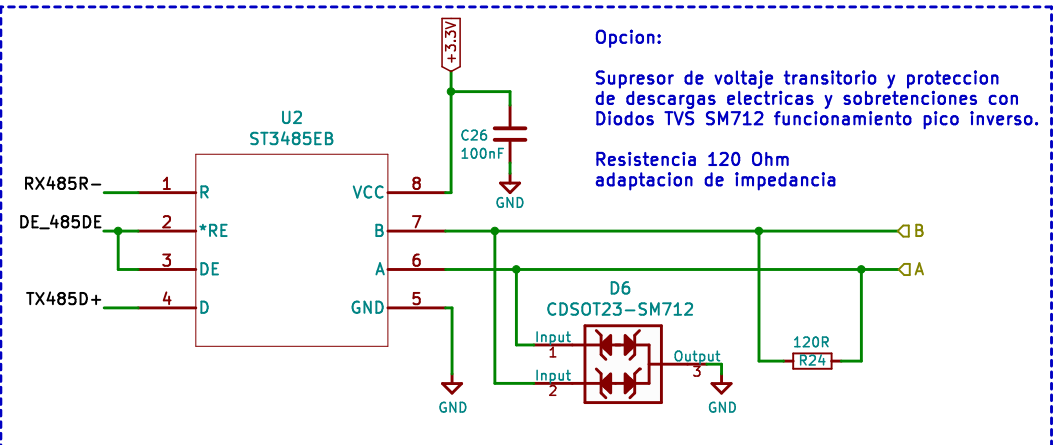 +3.3V
Opcion:
Supresor de voltaje transitorio y proteccion
de descargas electricas y sobretenciones con
Diodos TVS SM712 funcionamiento pico inverso.
Resistencia 120 Ohm
adaptacion de impedancia
U2
ST3485EB
C26
100nF
GND
RX485R-
1
R
VCC
8
DE_485DE
2
*RE
B
7
B
3
DE
A
6
A
TX485D+
4
D
GND
5
D6
CDSOT23-SM712
Input
1
Input
2
Output
3
120R
R24
GND
GND